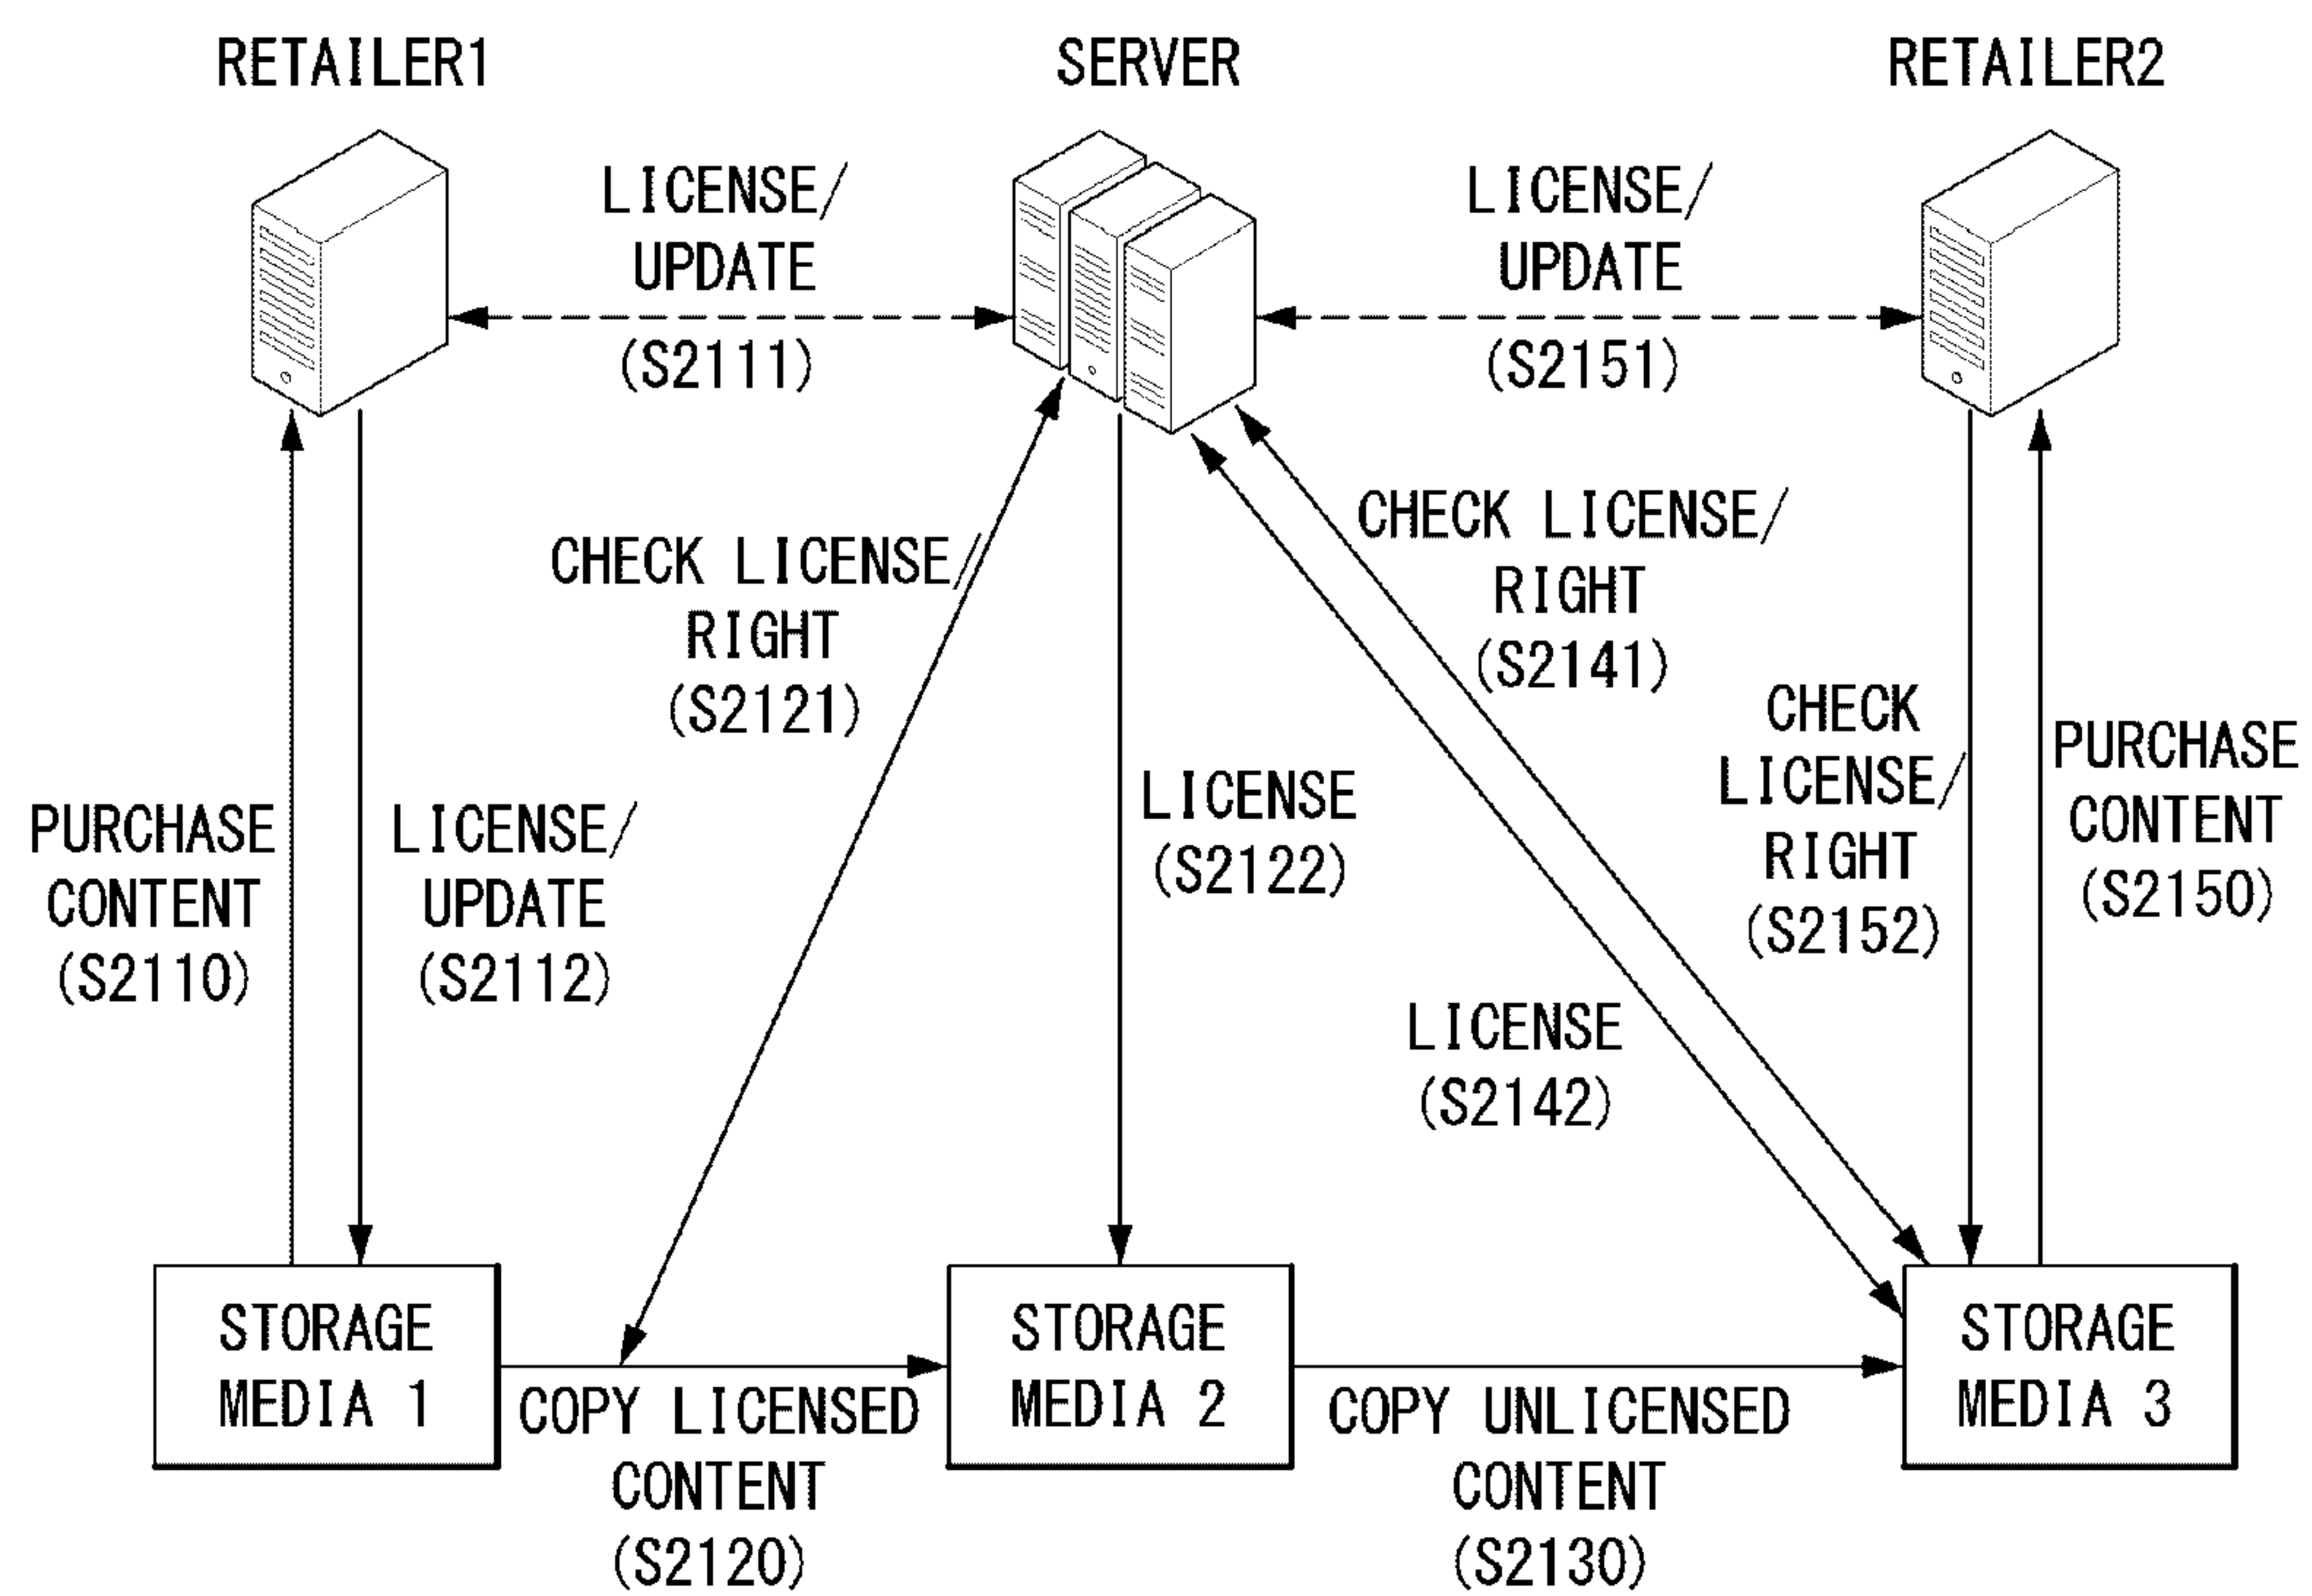 RETAILER1
SERVER
RETAILER2
LICENSE/
UPDATE
(S2111)
LICENSE/
UPDATE
(S2151)
CHECK LICENSE/
RIGHT
(S2121)
CHECK LICENSE/
RIGHT
(S2141)
CHECK
LICENSE/
RIGHT
(S2152)
PURCHASE
CONTENT
(S2150)
PURCHASE
CONTENT
(S2110)
LICENSE/
UPDATE
(S2112)
LICENSE
(S2122)
LICENSE
(S2142)
STORAGE
MEDIA 1
COPY LICENSED
CONTENT
(S2120)
STORAGE
MEDIA 2
COPY UNLICENSED
CONTENT
(S2130)
STORAGE
MEDIA 3